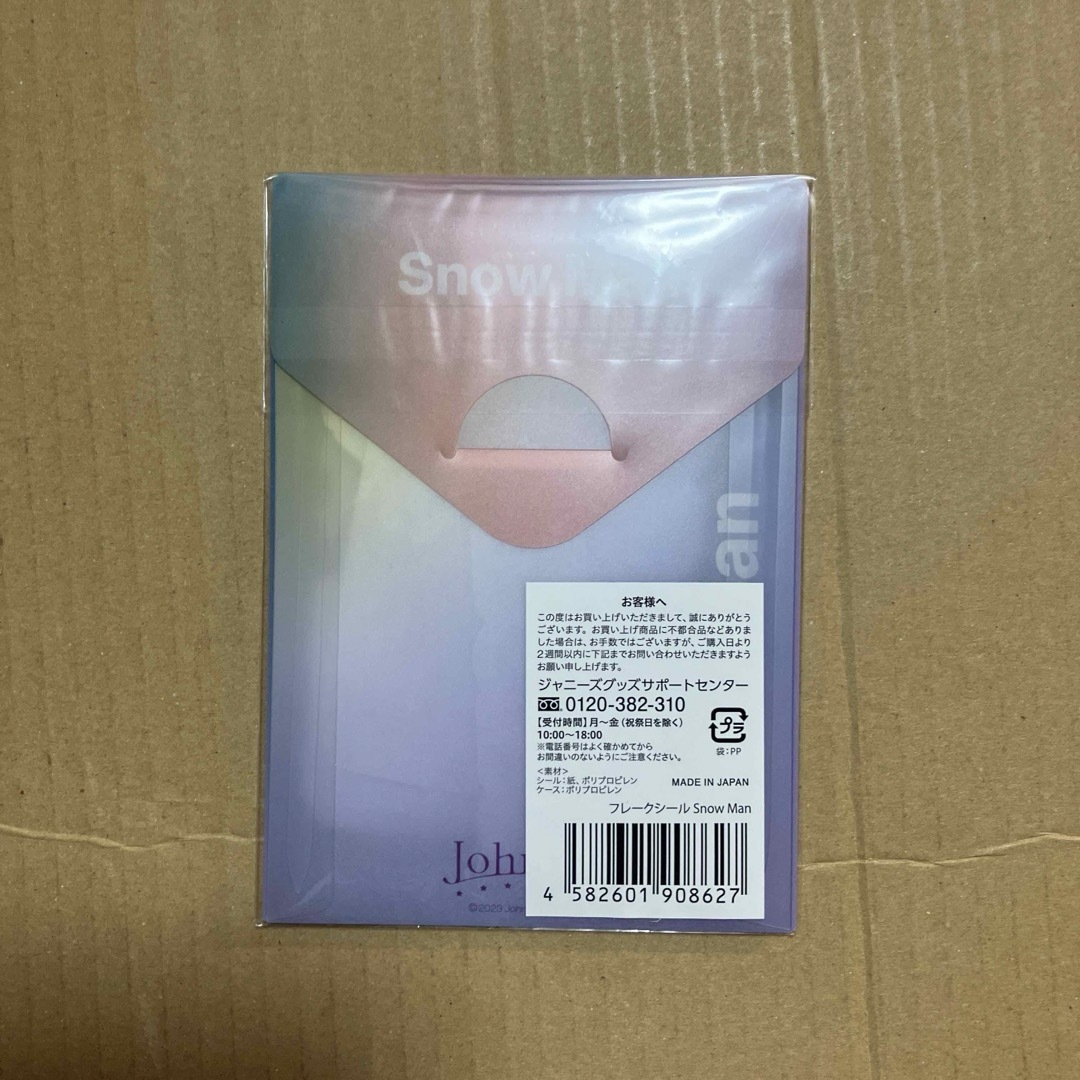 Snow
an
お客様へ
この度はお買い上げいただきまして、誠にありがとう
ございます。お買い上げ商品に不都合品などありま
した場合は、お手数ではございますが、ご購入日より
2週間以内に下記までお問い合わせいただきますよう
お願い申し上げます。
ジャニーズグッズサポートセンター
0120-382-310
【受付時間】月〜金(祝祭日を除く)
10:00〜18:00
※電話番号はよく確かめてから
お間違いのないようにご注意ください。
プラ
袋:PP
<素材>
シール:紙、ポリプロピレン
ケース:ポリプロピレン
MADE IN JAPAN
フレークシール Snow Man
4 582601 908627
John
©2023 John